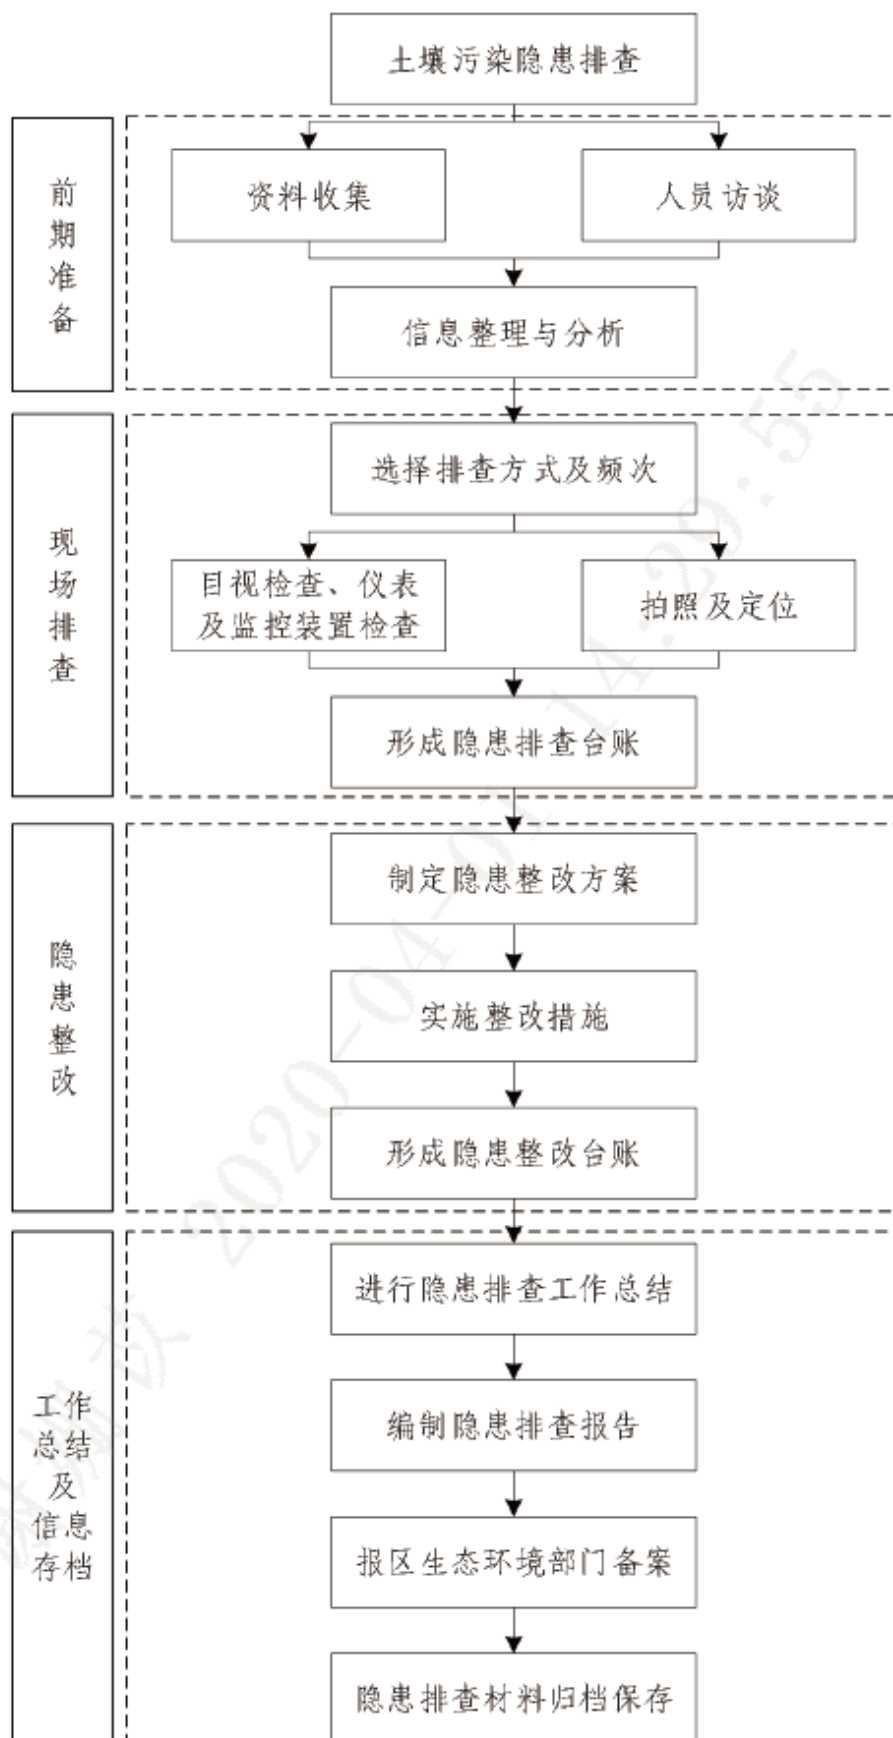 土壤污染隐患排查
前期准备
资料收集
人员访谈
信息整理与分析
现场排查
选择排查方式及频次
目视检查、仪表
及监控装置检查
拍照及定位
形成隐患排查台账
隐患整改
制定隐患整改方案
实施整改措施
形成隐患整改台账
工作
总结
及
信息
存档
进行隐患排查工作总结
编制隐患排查报告
报区生态环境部门备案
隐患排查材料归档保存
2020-04-01 14:29:55